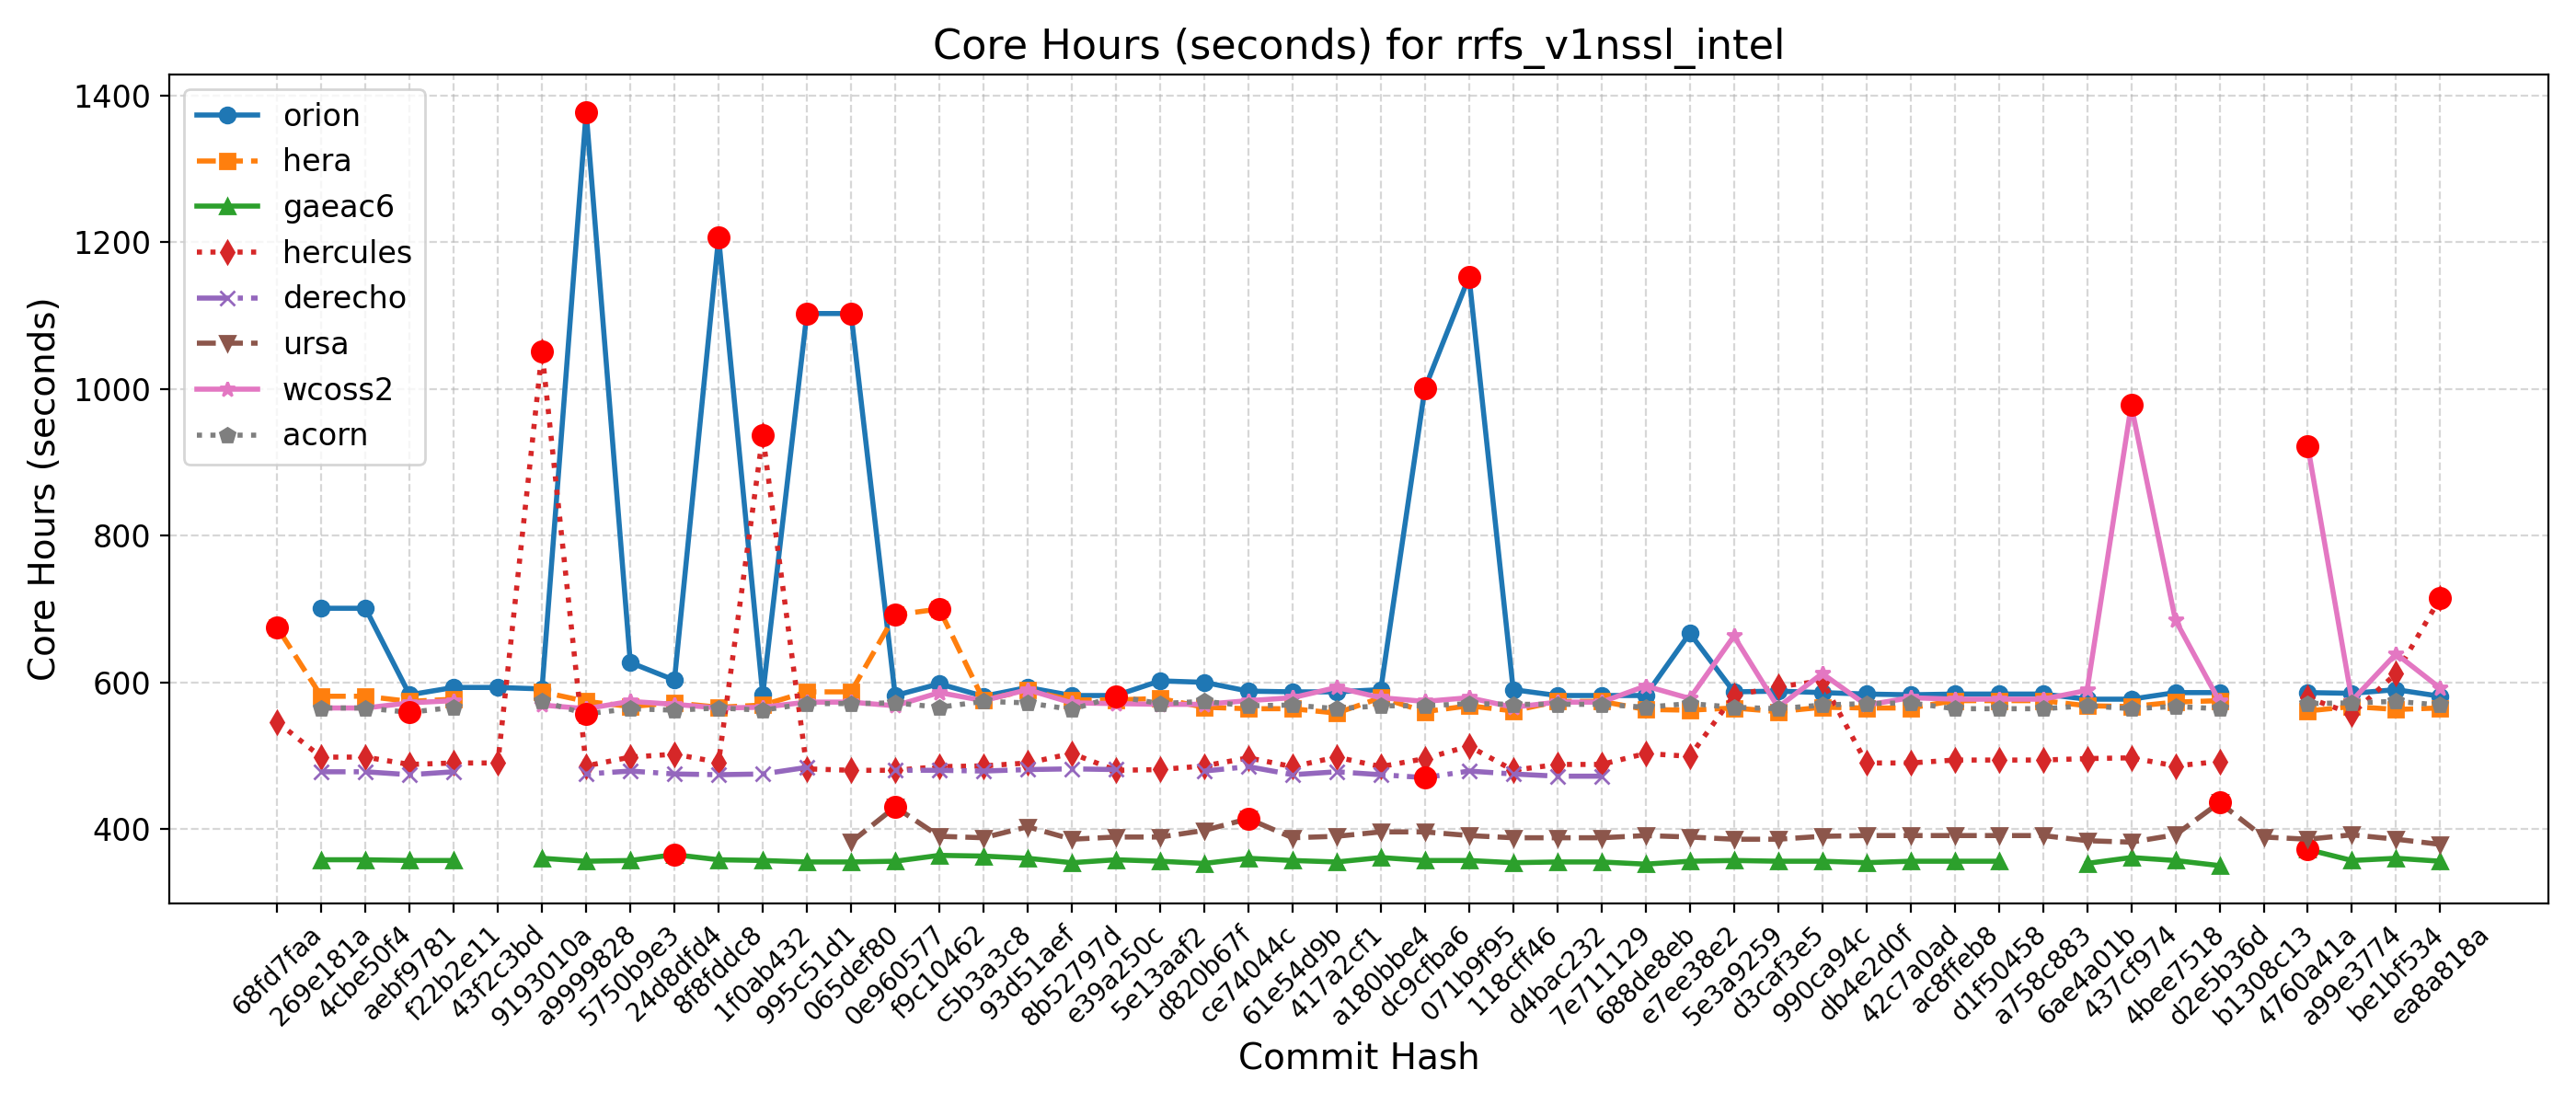 Core Hours (seconds) for rrfs_v1nssl_intel
Core Hours (seconds)
1400
1200
1000
800
600
400
orion
hera
gaeac6
hercules
derecho
ursa
wcoss2
acorn
68fd7faa
269e181a
4cbe50f4
aebf9781
f22b2e11
43f2c3bd
9193010a
a9999828
5750b9e3
24d8dfd4
8f8fddc8
1f0ab432
995c51d1
065def80
0e960577
f9c10462
c5b3a3c8
93d51aef
8b52797d
e39a250c
5e13aaf2
d820b67f
ce74044c
61e54d9b
417a2cf1
a180bbe4
dc9cfba6
071b9f95
118cff46
d4bac232
7e711129
688de8eb
e7ee38e2
5e3a9259
d3caf3e5
990ca94c
db4e2d0f
42c7a0ad
ac8ffeb8
d1f50458
a758c883
6ae4a01b
437cf974
4bee7518
d2e5b36d
b1308c13
4760a41a
a99e3774
be1bf534
ea8a818a
Commit Hash